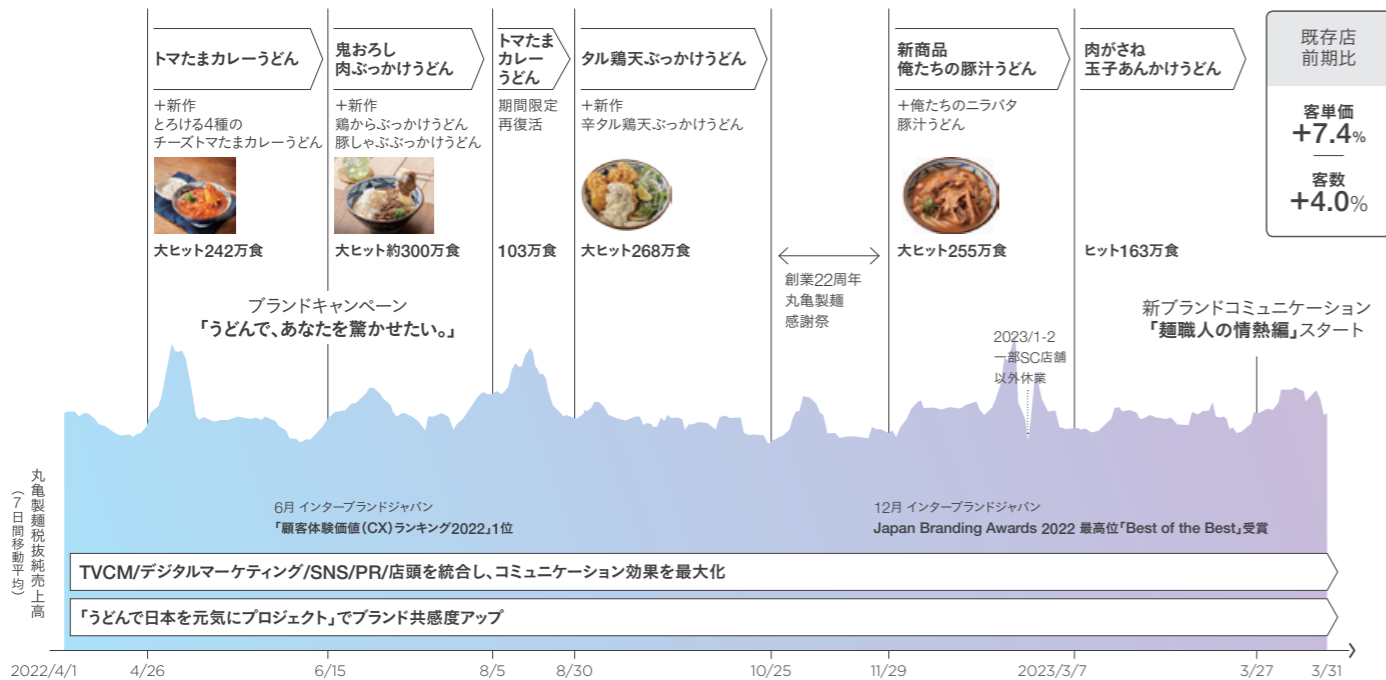 トマたまカレーうどん
＋新作
とろける4種の
チーズトマたまカレーうどん
大ヒット242万食
鬼おろし
肉ぶっかけうどん
＋新作
鶏からぶっかけうどん
豚しゃぶぶっかけうどん
大ヒット約300万食
トマたま
カレー
うどん
期間限定
再復活
103万食
タル鶏天ぶっかけうどん
＋新作
辛タル鶏天ぶっかけうどん
大ヒット268万食
創業22周年
丸亀製麺
感謝祭
新商品
俺たちの豚汁うどん
＋俺たちのニラバタ
豚汁うどん
大ヒット255万食
肉がさね
玉子あんかけうどん
ヒット163万食
既存店
前期比
客単価
+7.4%
客数
+4.0%
ブランドキャンペーン
「うどんで、あなたを驚かせたい。」
2023/1-2
一部SC店舗
以外休業
新ブランドコミュニケーション
「麺職人の情熱編」スタート
丸亀製麺税抜純売上高
（7日間移動平均）
6月 インターブランドジャパン
「顧客体験価値（CX）ランキング2022」1位
12月 インターブランドジャパン
Japan Branding Awards 2022 最高位「Best of the Best」受賞
TVCM/デジタルマーケティング/SNS/PR/店頭を統合し、コミュニケーション効果を最大化
「うどんで日本を元気にプロジェクト」でブランド共感度アップ
2022/4/1 4/26 6/15 8/5 8/30 10/25 11/29 2023/3/7 3/27 3/31